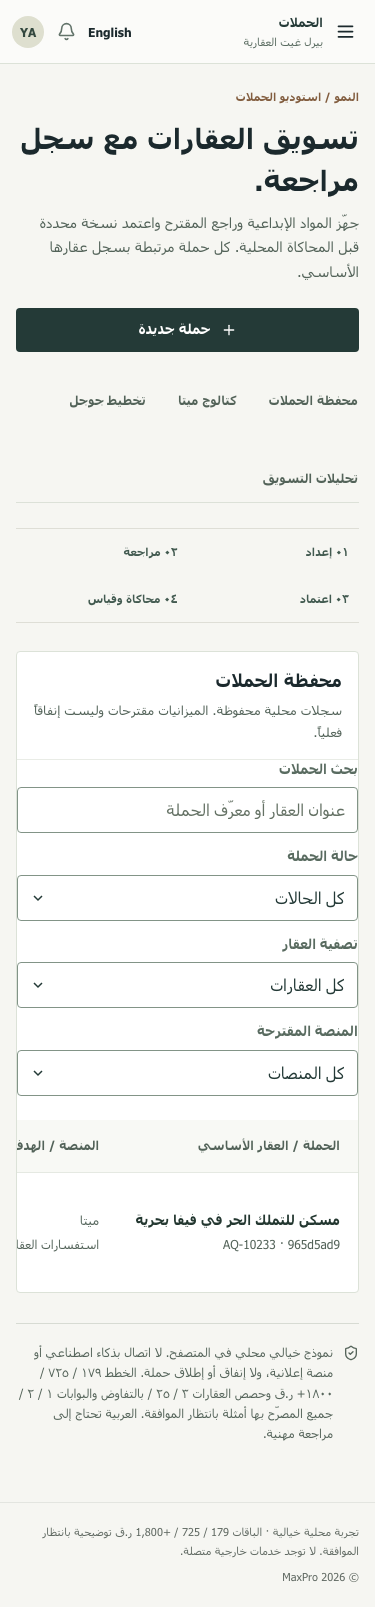 الحملات
بيرل غيت العقارية
English
YA
النمو / استوديو الحملات
تسويق العقارات مع سجل
مراجعة.
جهّز المواد الإبداعية وراجع المقترح واعتمد نسخة محددة
قبل المحاكاة المحلية. كل حملة مرتبطة بسجل عقارها
الأساسي.
+ حملة جديدة
محفظة الحملات
كتالوج ميتا
تخطيط جوجل
تحليلات التسويق
٠١ إعداد
٠٢ مراجعة
٠٣ اعتماد
٠٤ محاكاة وقياس
محفظة الحملات
سجلات محلية محفوظة. الميزانيات مقترحات وليست إنفاقاً
فعلياً.
بحث الحملات
عنوان العقار أو معرّف الحملة
حالة الحملة
كل الحالات
تصفية العقار
كل العقارات
المنصة المقترحة
كل المنصات
الحملة / العقار الأساسي
المنصة / الهدف
مسكن للتملك الحر في فيفا بحرية
ميتا
AQ-10233 · 965d5ad9
استفسارات العقا
نموذج خيالي محلي في المتصفح. لا اتصال بذكاء اصطناعي أو
منصة إعلانية، ولا إنفاق أو إطلاق حملة. الخطط ١٧٩ / ٧٢٥ /
١٨٠٠+ ر.ق وحصص العقارات ٣ / ٢٥ / بالتفاوض والبوابات ١ / ٢ /
جميع المصرّح بها أمثلة بانتظار الموافقة. العربية تحتاج إلى
مراجعة مهنية.
تجربة محلية خيالية · الباقات 179 / 725 / +1,800 ر.ق توضيحية بانتظار
الموافقة. لا توجد خدمات خارجية متصلة.
© 2026 MaxPro